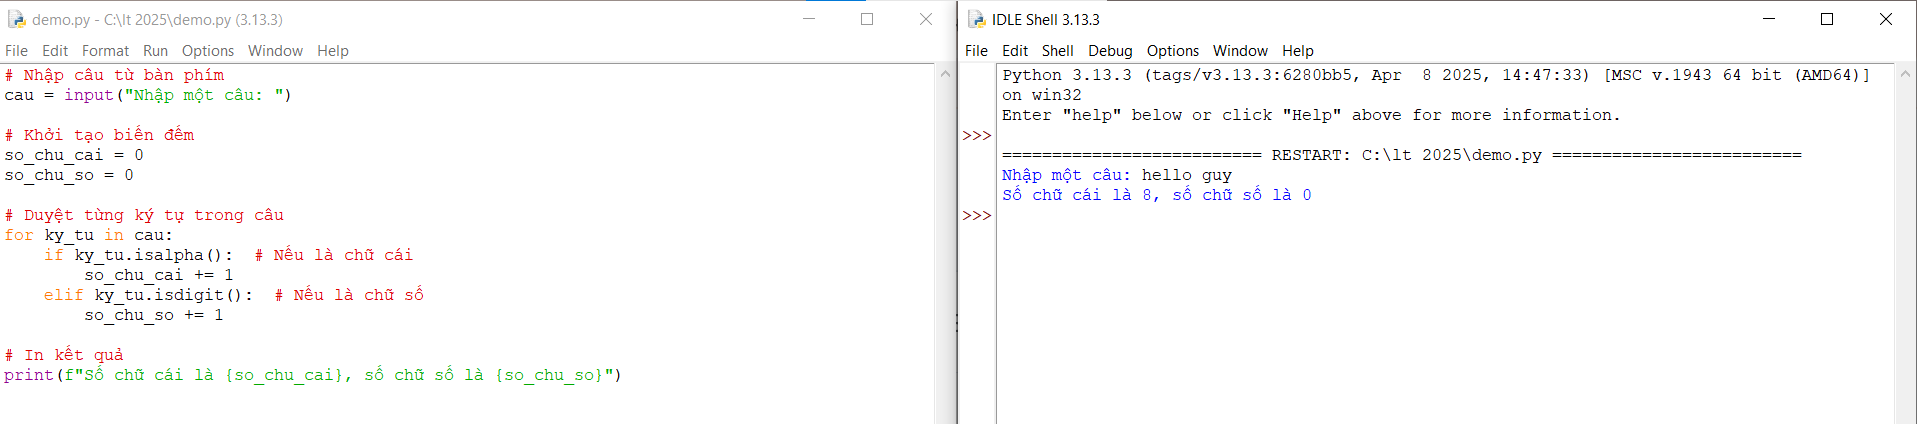 demo.py - C:\lt 2025\demo.py (3.13.3)
File Edit Format Run Options Window Help
# Nhập câu từ bàn phím
cau = input("Nhập một câu: ")
# Khởi tạo biến đếm
so_chu_cai = 0
so_chu_so = 0
# Duyệt từng ký tự trong câu
for ky_tu in cau:
    if ky_tu.isalpha():  # Nếu là chữ cái
        so_chu_cai += 1
    elif ky_tu.isdigit():  # Nếu là chữ số
        so_chu_so += 1
# In kết quả
print(f"Số chữ cái là {so_chu_cai}, số chữ số là {so_chu_so}")
IDLE Shell 3.13.3
File Edit Shell Debug Options Window Help
Python 3.13.3 (tags/v3.13.3:6280bb5, Apr  8 2025, 14:47:33) [MSC v.1943 64 bit (AMD64)]
on win32
Enter "help" below or click "Help" above for more information.
>>>
========================== RESTART: C:\lt 2025\demo.py =========================
Nhập một câu: hello guy
Số chữ cái là 8, số chữ số là 0
>>>